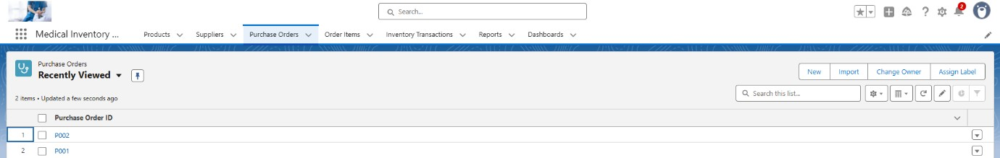 Search...
2
Medical Inventory ... Products Suppliers Purchase Orders Order Items Inventory Transactions Reports Dashboards
Purchase Orders
Recently Viewed
New Import Change Owner Assign Label
2 items • Updated a few seconds ago
Search this list...
Purchase Order ID
1 P002
2 P001